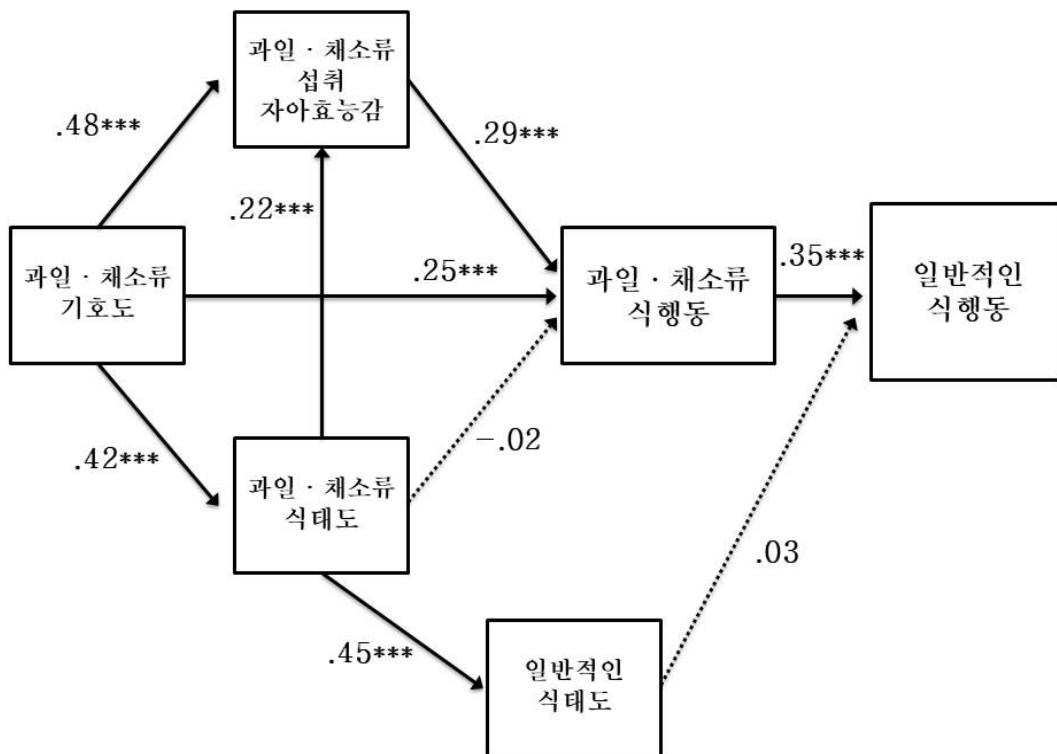 과일 · 채소류
섭취
자아효능감
.48***
.29***
.22***
과일 · 채소류
기호도
.25***
과일 · 채소류
식행동
.35***
일반적인
식행동
.42***
과일 · 채소류
식태도
-.02
.03
.45***
일반적인
식태도